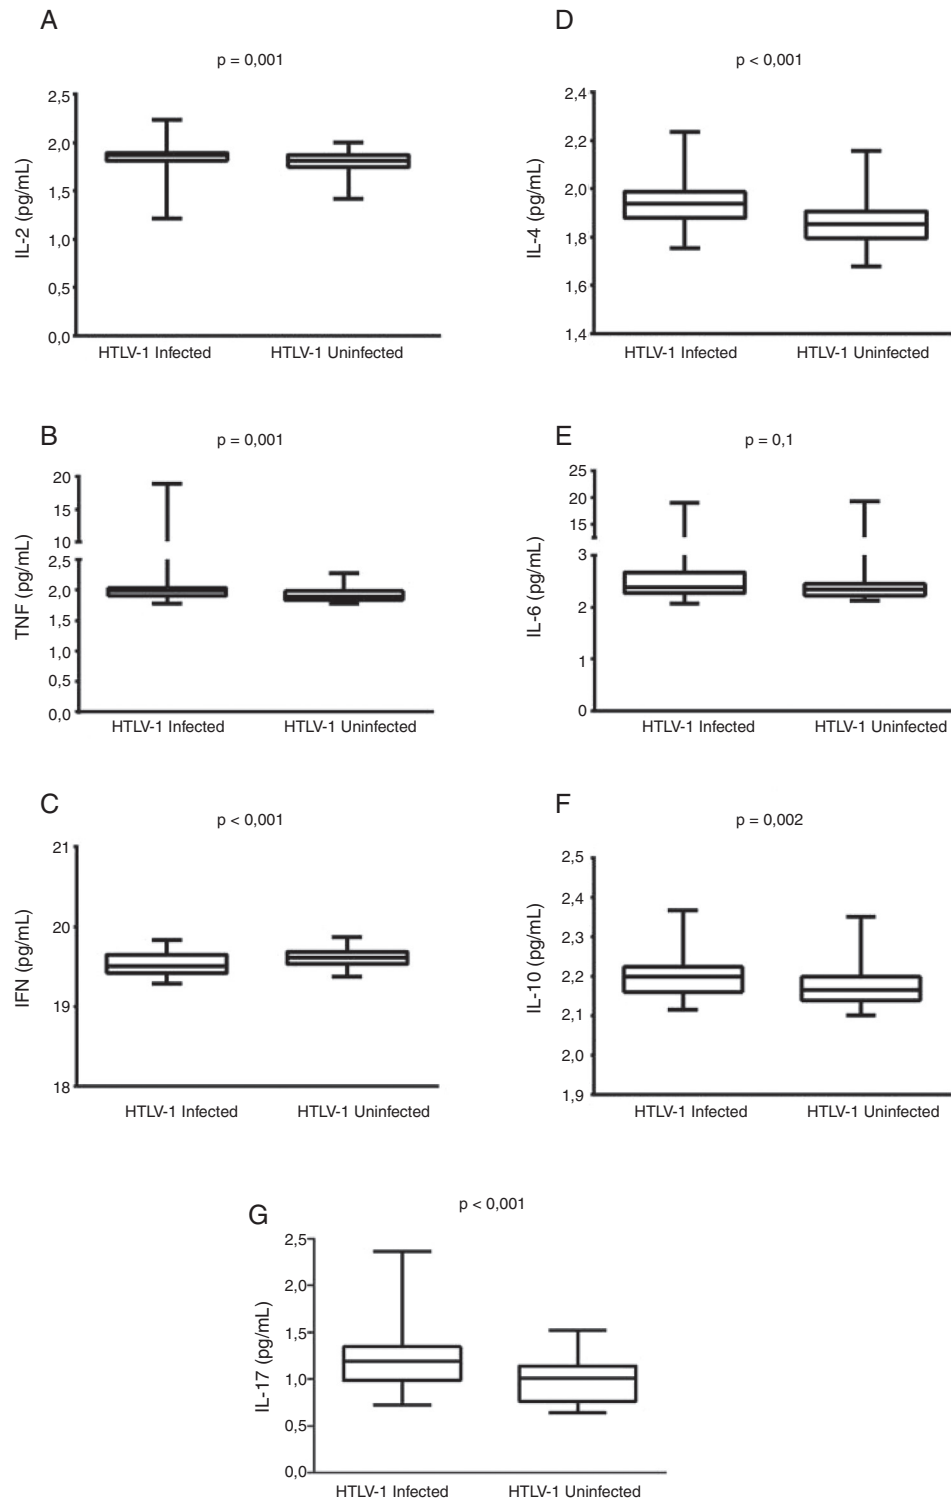 A
p = 0,001
IL-2 (pg/mL)
2,5
2,0
1,5
1,0
0,5
0,0
HTLV-1 Infected
HTLV-1 Uninfected
D
p < 0,001
IL-4 (pg/mL)
2,4
2,2
2,0
1,8
1,6
1,4
HTLV-1 Infected
HTLV-1 Uninfected
B
p = 0,001
TNF (pg/mL)
20
15
10
2.5
2,0
1,5
1,0
0,5
0,0
HTLV-1 Infected
HTLV-1 Uninfected
E
p = 0,1
IL-6 (pg/mL)
25
20
15
3
2
1
0
HTLV-1 Infected
HTLV-1 Uninfected
C
p < 0,001
IFN (pg/mL)
21
20
19
18
HTLV-1 Infected
HTLV-1 Uninfected
F
p = 0,002
IL-10 (pg/mL)
2,5
2,4
2,3
2,2
2,1
2,0
1,9
HTLV-1 Infected
HTLV-1 Uninfected
G
p < 0,001
IL-17 (pg/mL)
2,5
2,0
1,5
1,0
0,5
0,0
HTLV-1 Infected
HTLV-1 Uninfected